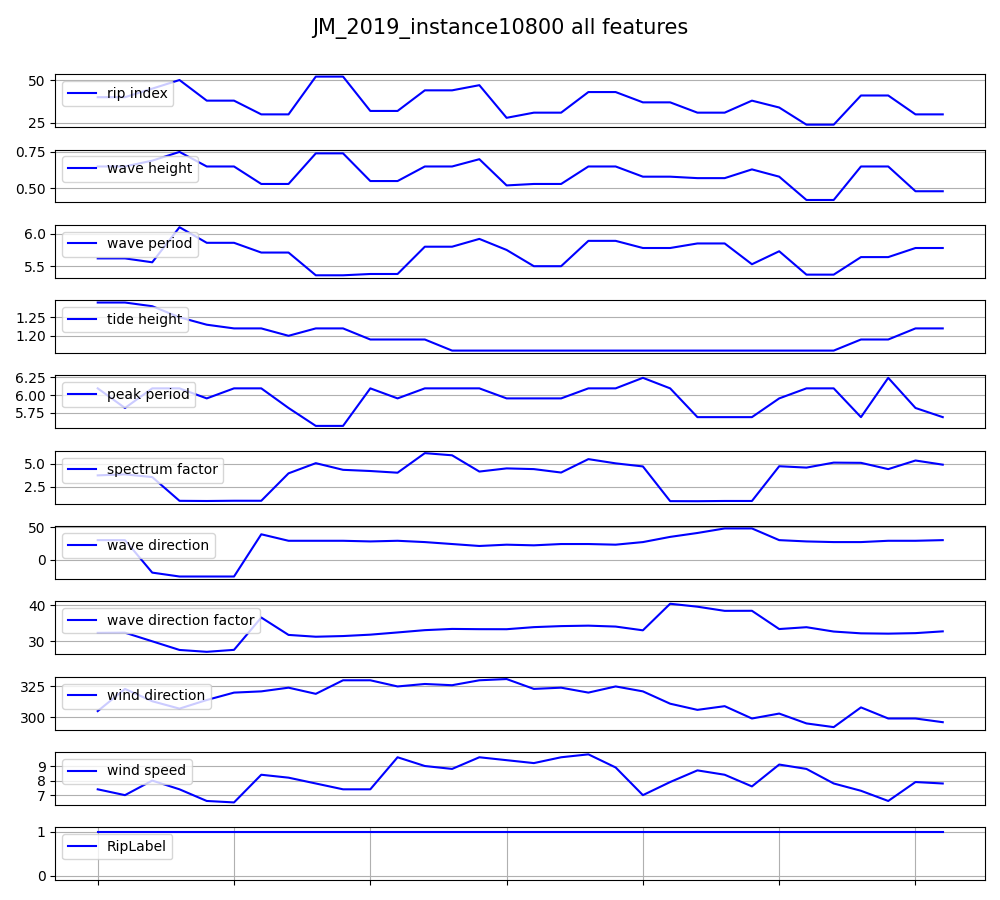 JM_2019_instance10800 all features
50
25
rip index
0.75
0.50
wave height
6.0
5.5
wave period
1.25
1.20
tide height
6.25
6.00
5.75
peak period
5.0
2.5
spectrum factor
50
0
wave direction
40
30
wave direction factor
325
300
wind direction
9
8
7
wind speed
1
0
RipLabel